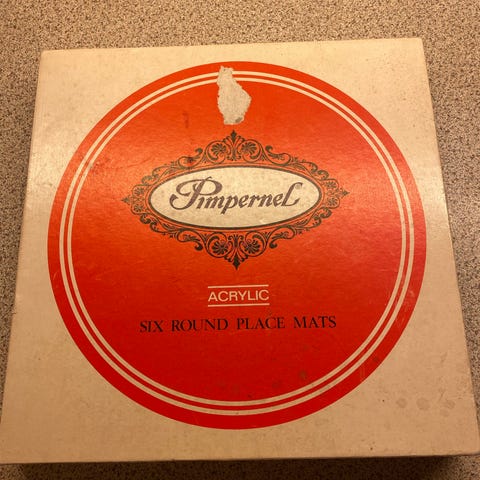 Pimpernel
ACRYLIC
SIX ROUND PLACE MATS